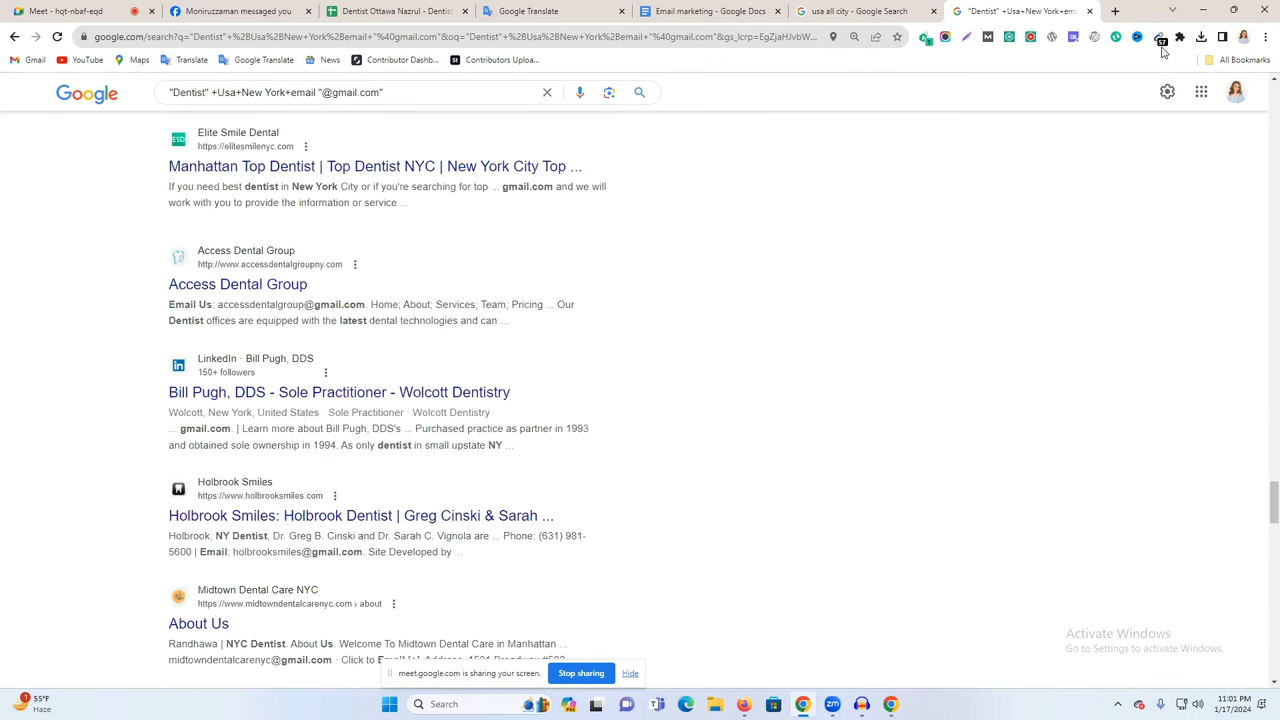 Meet - hqt-nbaf-eqd
Moniruzzaman messaged you
Dentist Ottawa Nazrul - Dentist
Google Translate
Email marketing - Google Docs
usa all city - Google Search
"Dentist" +Usa+New York+ema
google.com/search?q="Dentist"+%2BUsa%2BNew+York%2Bemail+"%40gmail.com"&oq="Dentist"+%2BUsa%2BNew+York%2Bemail+"%40gmail.com"&gs_lcrp=EgZjaHJvbW...
1
57
Gmail
YouTube
Maps
Translate
Google Translate
News
Contributor Dashb...
Contributors Uploa...
All Bookmarks
Google
"Dentist" +Usa+New York+email "@gmail.com"
ESD
Elite Smile Dental
https://elitesmilenyc.com
Manhattan Top Dentist | Top Dentist NYC | New York City Top ...
If you need best dentist in New York City or if you're searching for top ... gmail.com and we will
work with you to provide the information or service ...
Access Dental Group
http://www.accessdentalgroupny.com
Access Dental Group
Email Us: accessdentalgroup@gmail.com. Home; About; Services; Team; Pricing ... Our
Dentist offices are equipped with the latest dental technologies and can ...
LinkedIn · Bill Pugh, DDS
150+ followers
Bill Pugh, DDS - Sole Practitioner - Wolcott Dentistry
Wolcott, New York, United States · Sole Practitioner · Wolcott Dentistry
... gmail.com. | Learn more about Bill Pugh, DDS's ... Purchased practice as partner in 1993
and obtained sole ownership in 1994. As only dentist in small upstate NY ...
Holbrook Smiles
https://www.holbrooksmiles.com
Holbrook Smiles: Holbrook Dentist | Greg Cinski & Sarah ...
Holbrook, NY Dentist, Dr. Greg B. Cinski and Dr. Sarah C. Vignola are ... Phone: (631) 981-
5600 | Email: holbrooksmiles@gmail.com. Site Developed by ...
Midtown Dental Care NYC
https://www.midtowndentalcarenyc.com › about
About Us
Randhawa | NYC Dentist. About Us. Welcome To Midtown Dental Care in Manhattan ...
midtowndentalcarenyc@gmail.com · Click to
Activate Windows
Go to Settings to activate Windows.
meet.google.com is sharing your screen.
Stop sharing
Hide
1
55°F
Haze
Search
zm
11:01 PM
1/17/2024